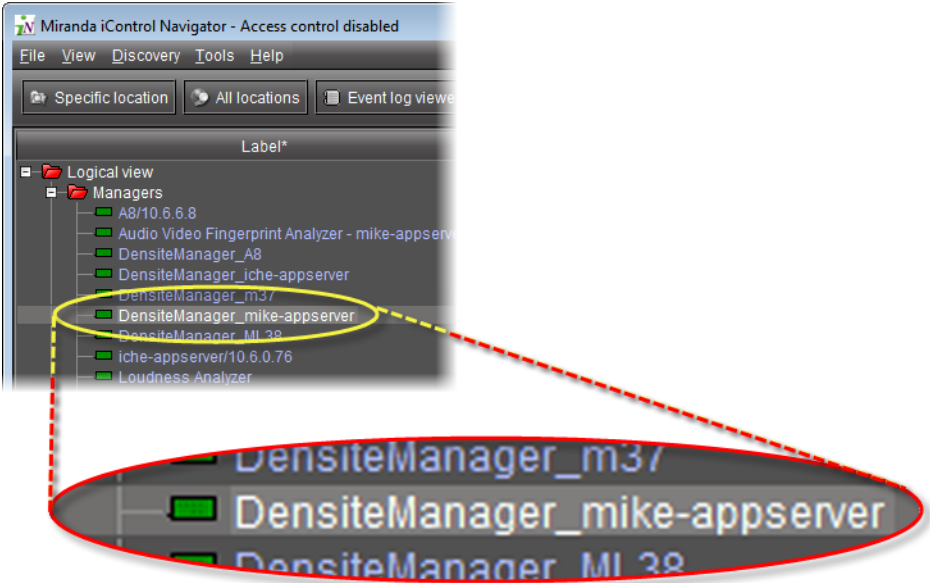 Miranda iControl Navigator - Access control disabled
File View Discovery Tools Help
Specific location All locations Event log viewe
Label*
Logical view
Managers
A8/10.6.6.8
Audio Video Fingerprint Analyzer - mike-appserve
DensiteManager_A8
DensiteManager_iche-appserver
DensiteManager_m37
DensiteManager_mike-appserver
DensiteManager_ML38
iche-appserver/10.6.0.76
Loudness Analyzer
DensiteManager_m37
DensiteManager_mike-appserver
DensiteManager_ML38